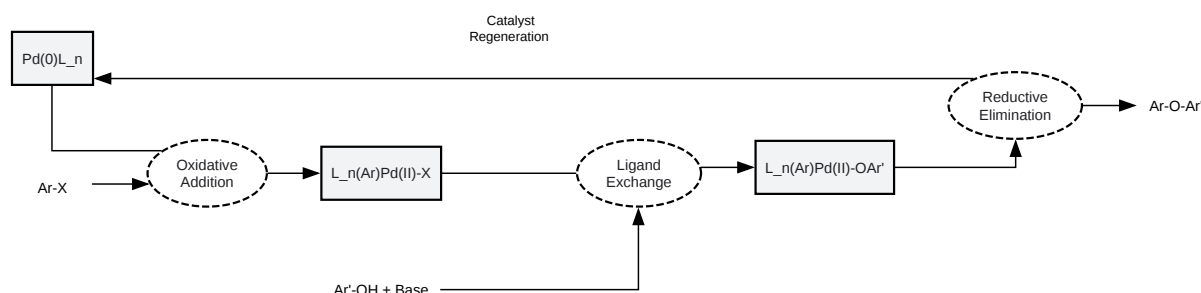 Catalyst
Regeneration
Pd(0)L_n
Reductive
Elimination
Ar-O-Ar'
Oxidative
Addition
Ar-X
L_n(Ar)Pd(II)-X
Ligand
Exchange
L_n(Ar)Pd(II)-OAr'
Ar'-OH + Base